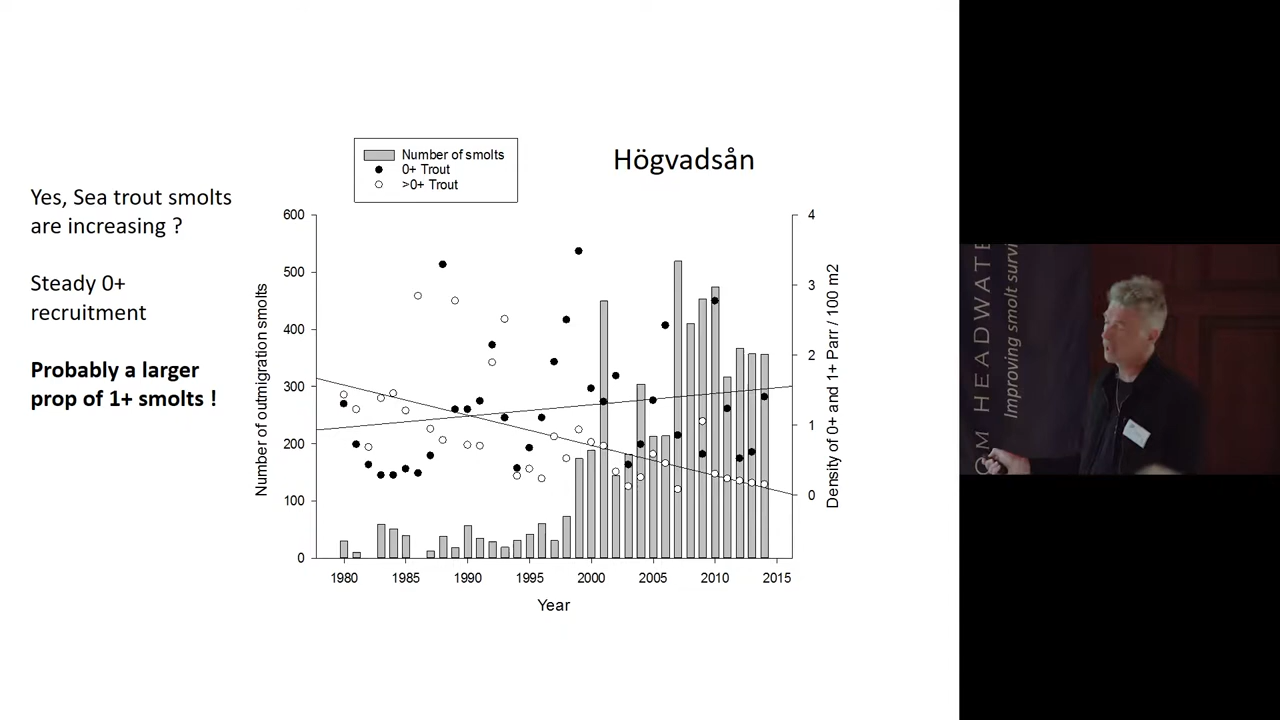 Högvadsån
Yes, Sea trout smolts
are increasing ?
Steady 0+
recruitment
Probably a larger
prop of 1+ smolts !
Number of smolts
0+ Trout
>0+ Trout
600
500
400
300
200
100
0
Number of outmigration smolts
4
3
2
1
0
Density of 0+ and 1+ Parr / 100 m2
1980 1985 1990 1995 2000 2005 2010 2015
Year
OM HEADWATE
Improving smolt survi